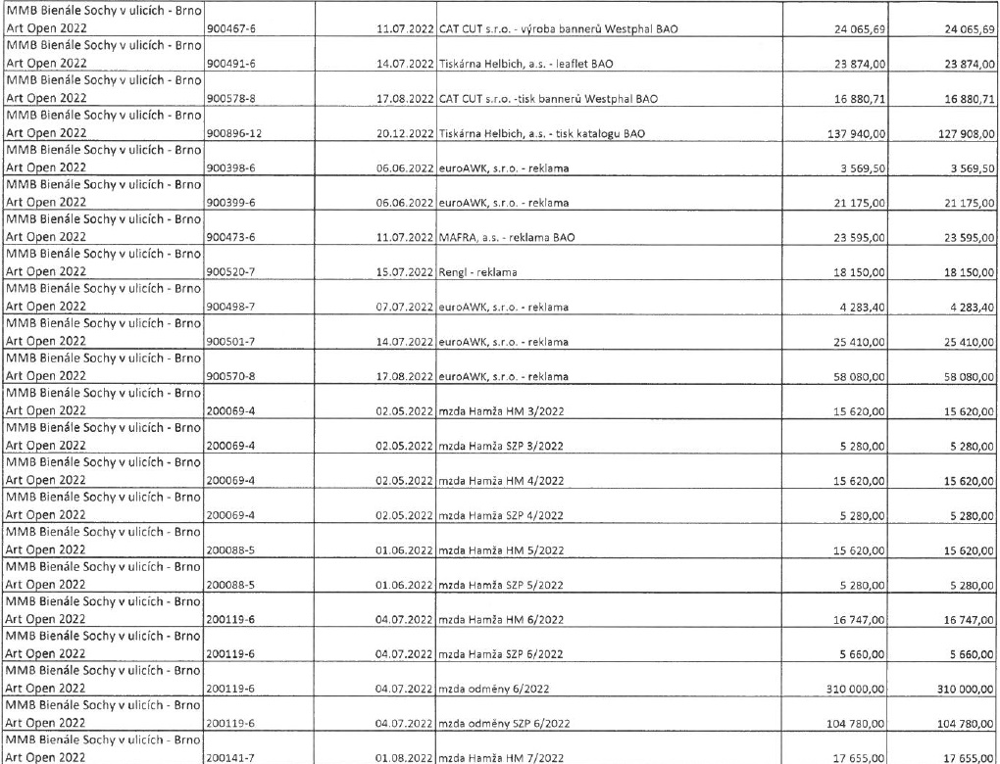 MMB Bienále Sochy v ulicích - Brno
Art Open 2022 900467-6 11.07.2022 CAT CUT s.r.o. - výroba bannerů Westphal BAO 24 065,69 24 065,69
MMB Bienále Sochy v ulicích - Brno
Art Open 2022 900491-6 14.07.2022 Tiskárna Helbich, a.s. - leaflet BAO 23 874,00 23 874,00
MMB Bienále Sochy v ulicích - Brno
Art Open 2022 900578-8 17.08.2022 CAT CUT s.r.o. -tisk bannerů Westphal BAO 16 880,71 16 880,71
MMB Bienále Sochy v ulicích - Brno
Art Open 2022 900896-12 20.12.2022 Tiskárna Helbich, a.s. - tisk katalogu BAO 137 940,00 127 908,00
MMB Bienále Sochy v ulicích - Brno
Art Open 2022 900398-6 06.06.2022 euroAWK, s.r.o. - reklama 3 569,50 3 569,50
MMB Bienále Sochy v ulicích - Brno
Art Open 2022 900399-6 06.06.2022 euroAWK, s.r.o. - reklama 21 175,00 21 175,00
MMB Bienále Sochy v ulicích - Brno
Art Open 2022 900473-6 11.07.2022 MAFRA, a.s. - reklama BAO 23 595,00 23 595,00
MMB Bienále Sochy v ulicích - Brno
Art Open 2022 900520-7 15.07.2022 Rengl - reklama 18 150,00 18 150,00
MMB Bienále Sochy v ulicích - Brno
Art Open 2022 900498-7 07.07.2022 euroAWK, s.r.o. - reklama 4 283,40 4 283,40
MMB Bienále Sochy v ulicích - Brno
Art Open 2022 900501-7 14.07.2022 euroAWK, s.r.o. - reklama 25 410,00 25 410,00
MMB Bienále Sochy v ulicích - Brno
Art Open 2022 900570-8 17.08.2022 euroAWK, s.r.o. - reklama 58 080,00 58 080,00
MMB Bienále Sochy v ulicích - Brno
Art Open 2022 200069-4 02.05.2022 mzda Hamža HM 3/2022 15 620,00 15 620,00
MMB Bienále Sochy v ulicích - Brno
Art Open 2022 200069-4 02.05.2022 mzda Hamža SZP 3/2022 5 280,00 5 280,00
MMB Bienále Sochy v ulicích - Brno
Art Open 2022 200069-4 02.05.2022 mzda Hamža HM 4/2022 15 620,00 15 620,00
MMB Bienále Sochy v ulicích - Brno
Art Open 2022 200069-4 02.05.2022 mzda Hamža SZP 4/2022 5 280,00 5 280,00
MMB Bienále Sochy v ulicích - Brno
Art Open 2022 200088-5 01.06.2022 mzda Hamža HM 5/2022 15 620,00 15 620,00
MMB Bienále Sochy v ulicích - Brno
Art Open 2022 200088-5 01.06.2022 mzda Hamža SZP 5/2022 5 280,00 5 280,00
MMB Bienále Sochy v ulicích - Brno
Art Open 2022 200119-6 04.07.2022 mzda Hamža HM 6/2022 16 747,00 16 747,00
MMB Bienále Sochy v ulicích - Brno
Art Open 2022 200119-6 04.07.2022 mzda Hamža SZP 6/2022 5 660,00 5 660,00
MMB Bienále Sochy v ulicích - Brno
Art Open 2022 200119-6 04.07.2022 mzda odměny 6/2022 310 000,00 310 000,00
MMB Bienále Sochy v ulicích - Brno
Art Open 2022 200119-6 04.07.2022 mzda odměny SZP 6/2022 104 780,00 104 780,00
MMB Bienále Sochy v ulicích - Brno
Art Open 2022 200141-7 01.08.2022 mzda Hamža HM 7/2022 17 655,00 17 655,00